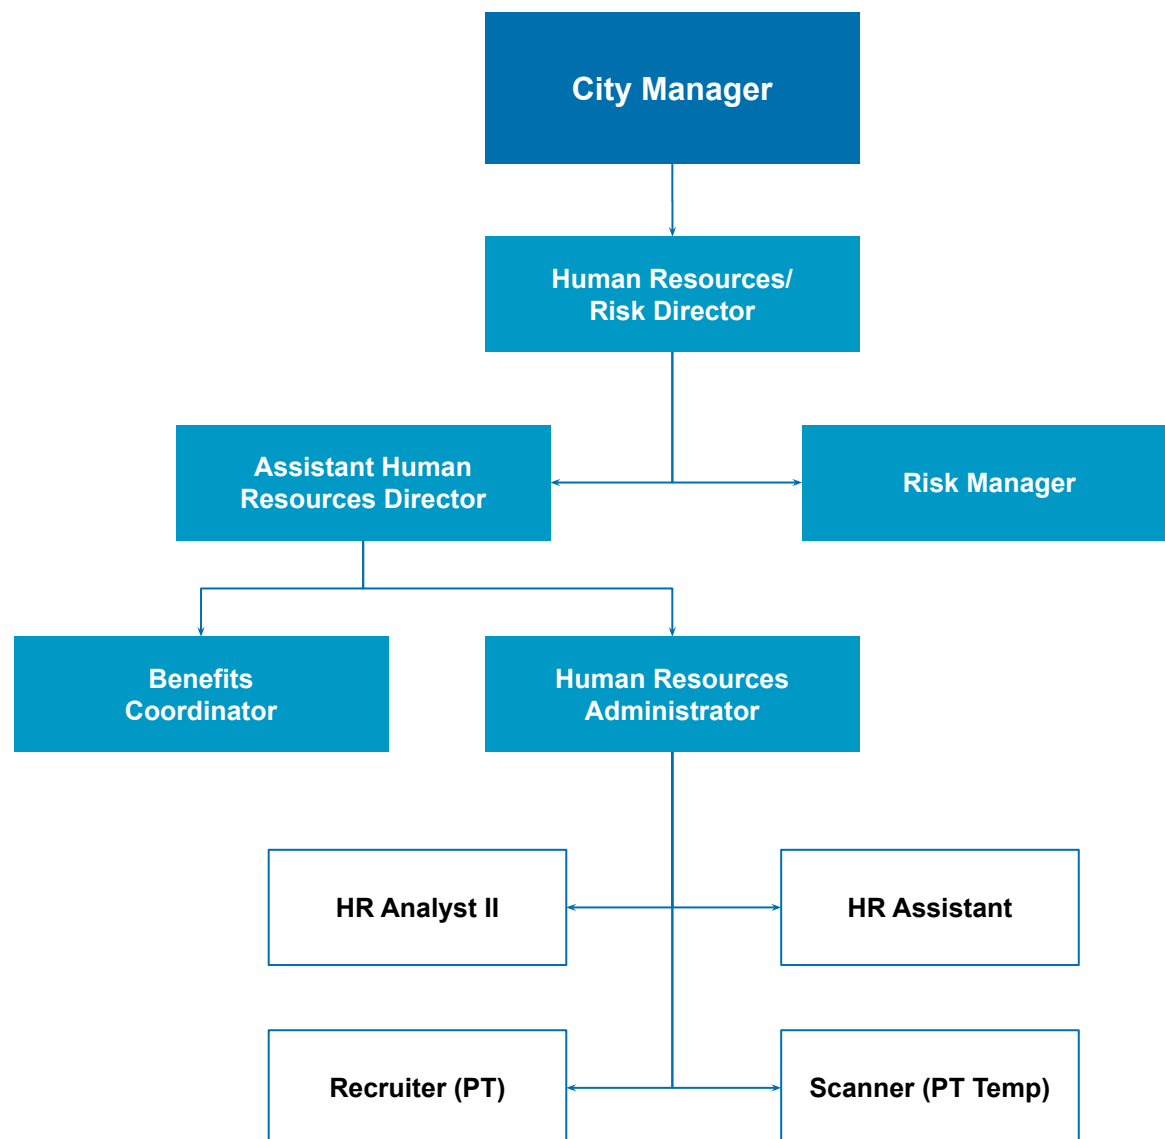 City Manager
Human Resources/
Risk Director
Assistant Human
Resources Director
Risk Manager
Benefits
Coordinator
Human Resources
Administrator
HR Analyst II
HR Assistant
Recruiter (PT)
Scanner (PT Temp)